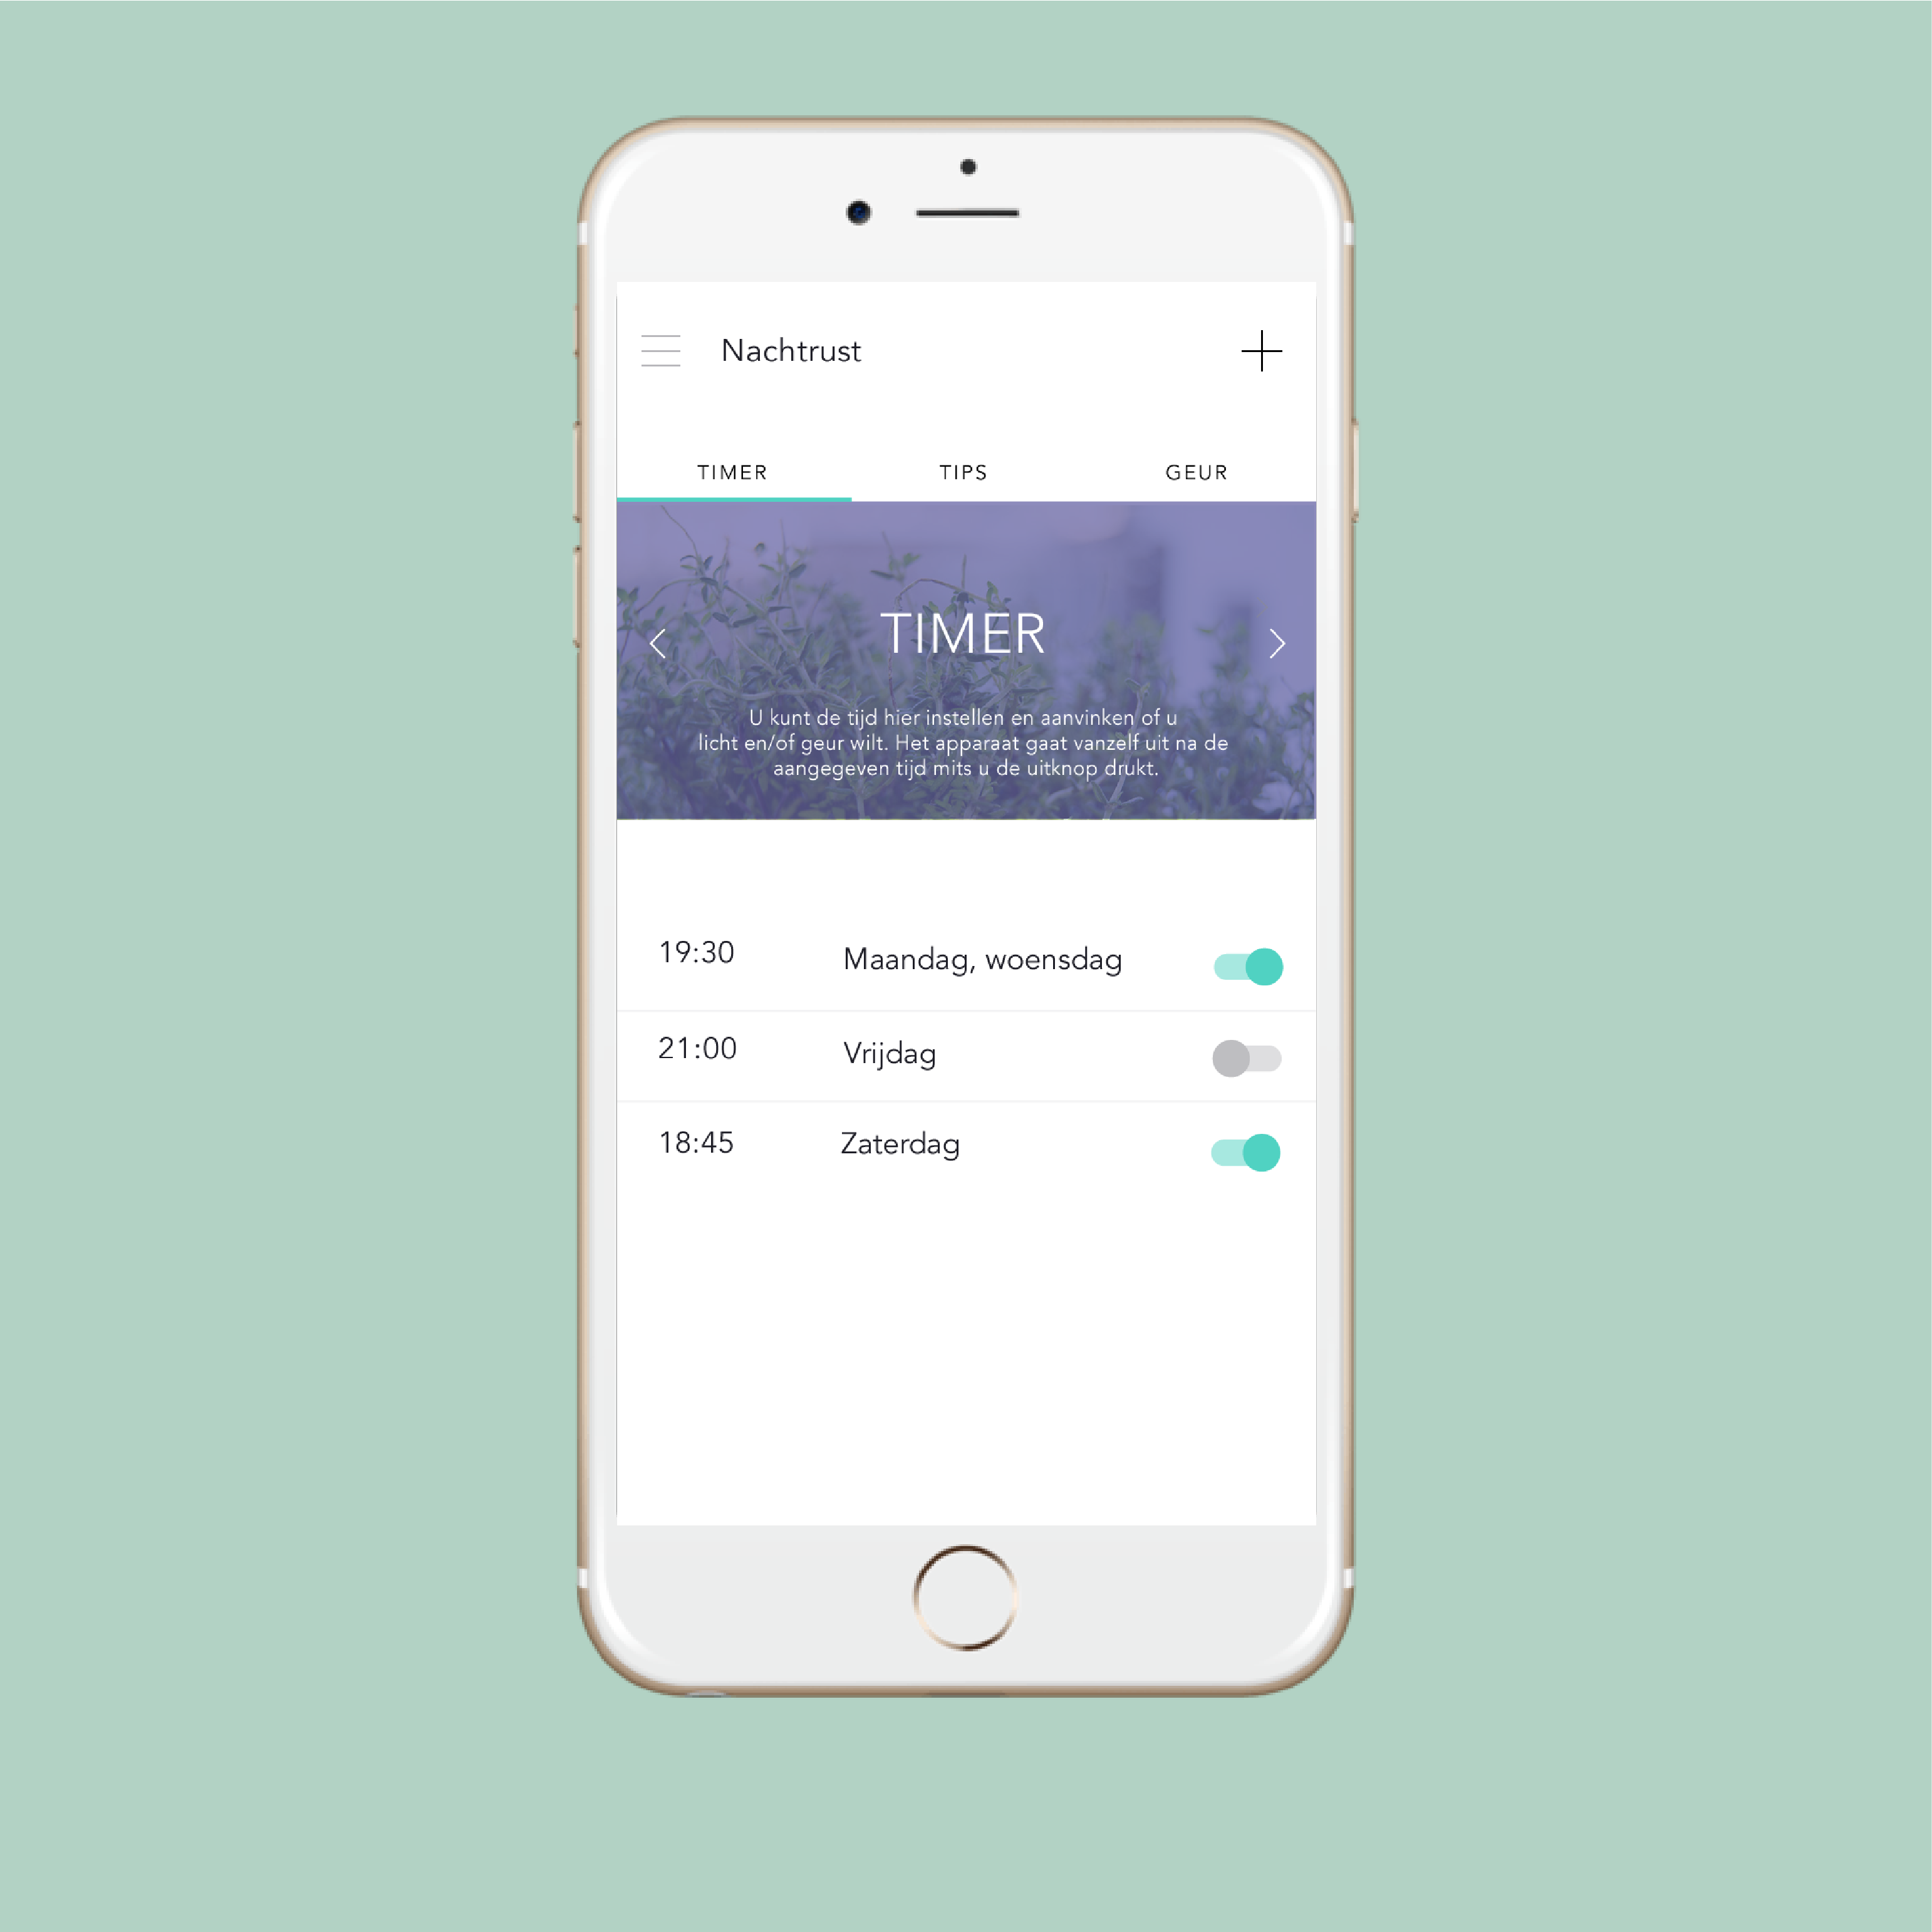 Nachtrust
TIMER TIPS GEUR
TIMER
U kunt de tijd hier instellen en aanvinken of u
licht en/of geur wilt. Het apparaat gaat vanzelf uit na de
aangegeven tijd mits u de uitknop drukt.
19:30 Maandag, woensdag
21:00 Vrijdag
18:45 Zaterdag